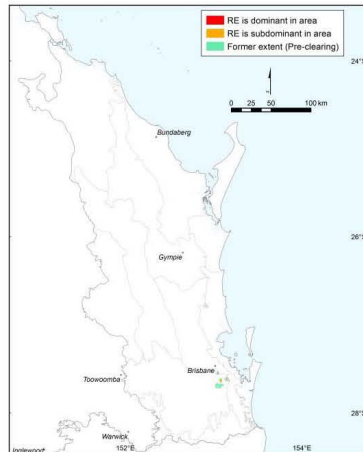 RE is dominant in area
RE is subdominant in area
Former extent (Pre-clearing)
24°S
0 25 50 100 km
Bundaberg
26°S
Gympie
Brisbane
Toowoomba
28°S
Warwick
Inglewood
152°E
154°E